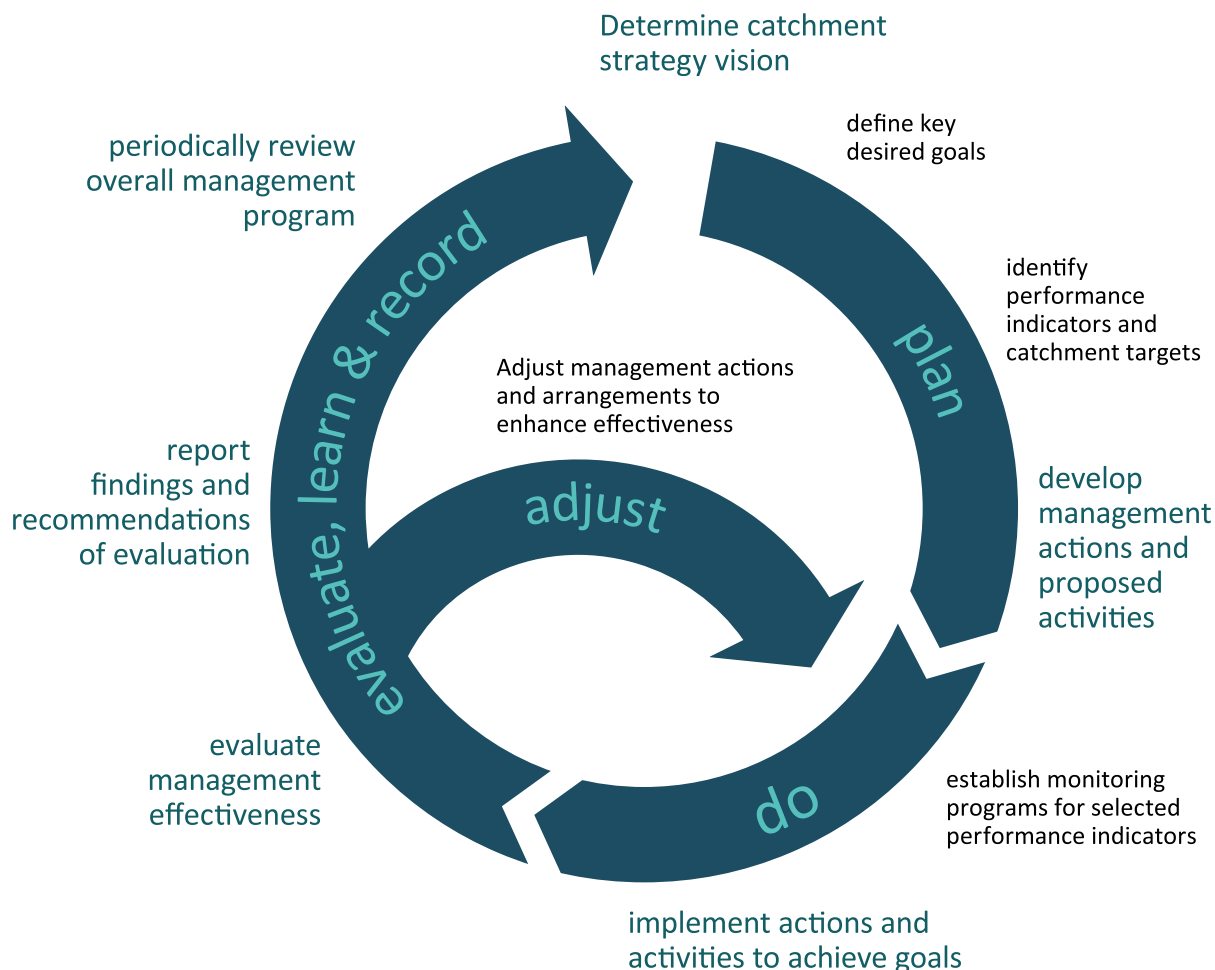 Determine catchment
strategy vision
define key
desired goals
identify
performance
indicators and
catchment targets
plan
develop
management
actions and
proposed
activities
establish monitoring
programs for selected
performance indicators
do
implement actions and
activities to achieve goals
evaluate
management
effectiveness
evaluate, learn & record
report
findings and
recommendations
of evaluation
periodically review
overall management
program
Adjust management actions
and arrangements to
enhance effectiveness
adjust